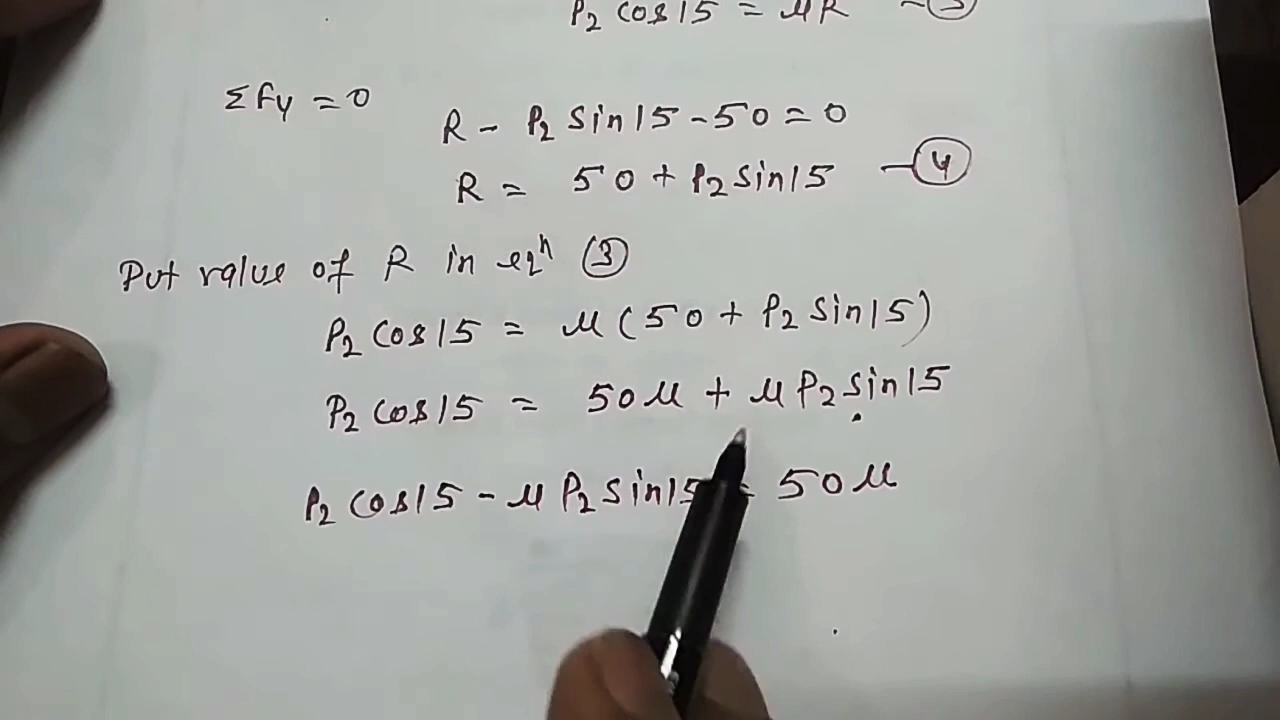 P2 cos15 = μR - 3
ΣFy = 0
R - P2 sin15 - 50 = 0
R = 50 + P2 sin15 - 4
Put value of R in eqn 3
P2 cos15 = μ(50 + P2 sin15)
P2 cos15 = 50μ + μP2 sin15
P2 cos15 - μP2 sin15 = 50μ